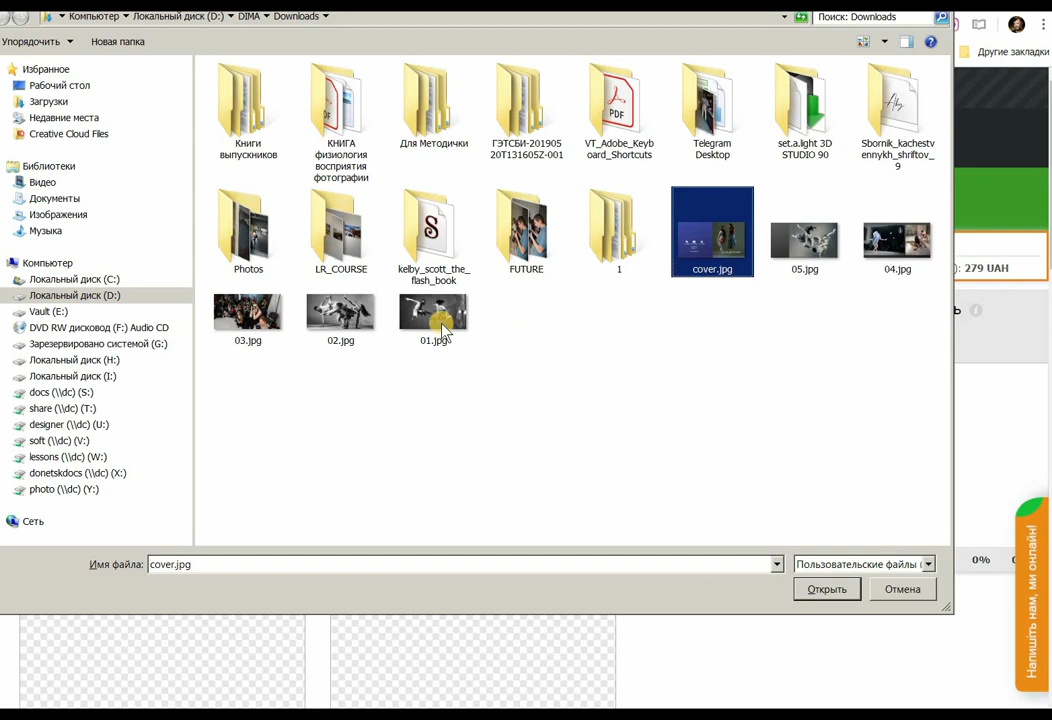 Компьютер
Локальный диск (D:)
DIMA
Downloads
Поиск: Downloads
Упорядочить
Новая папка
Другие закладки
Избранное
Рабочий стол
Загрузки
Недавние места
Creative Cloud Files
Библиотеки
Видео
Документы
Изображения
Музыка
Компьютер
Локальный диск (C:)
Локальный диск (D:)
Vault (E:)
DVD RW дисковод (F:) Audio CD
Зарезервировано системой (G:)
Локальный диск (H:)
Локальный диск (I:)
docs (\\dc) (S:)
share (\\dc) (T:)
designer (\\dc) (U:)
soft (\\dc) (V:)
lessons (\\dc) (W:)
donetskdocs (\\dc) (X:)
photo (\\dc) (Y:)
Сеть
Книги
выпускников
КНИГА
физиология
восприятия
фотографии
Для Методички
ГЭТСБИ-201905
20T131605Z-001
PDF
VT_Adobe_Keyb
oard_Shortcuts
Telegram
Desktop
set.a.light 3D
STUDIO 90
Sbornik_kachestv
ennykh_shriftov_
9
Photos
LR_COURSE
S
kelby_scott_the_
flash_book
FUTURE
1
cover.jpg
05.jpg
04.jpg
03.jpg
02.jpg
01.jpg
): 279 UAH
Ь
Имя файла:
cover.jpg
Пользовательские файлы (
Открыть
Отмена
0%
Напишіть нам, ми онлайн!